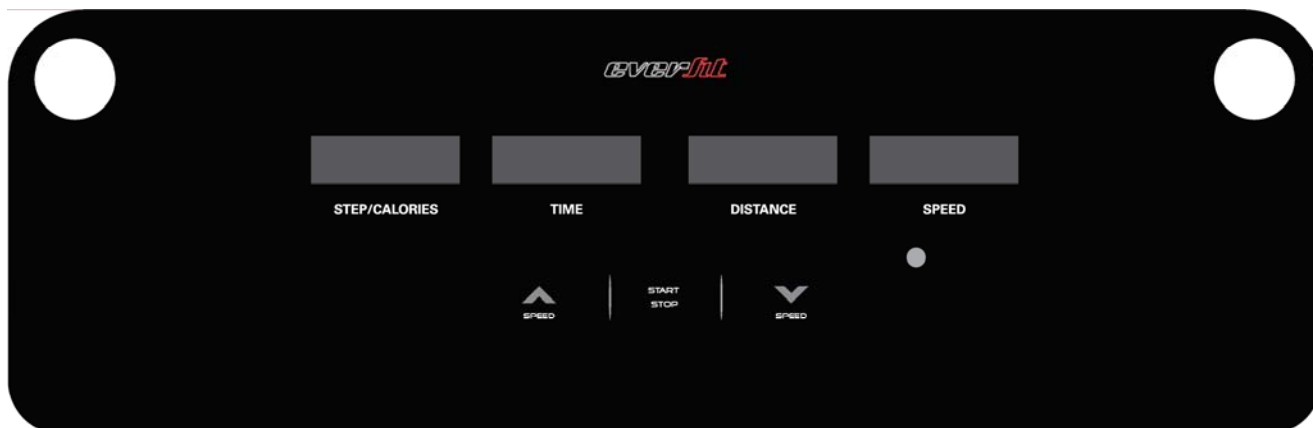 everfit
STEP/CALORIES TIME DISTANCE SPEED
START
STOP
SPEED SPEED